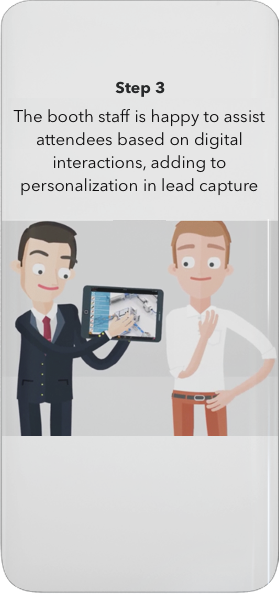 Step 3
The booth staff is happy to assist
attendees based on digital
interactions, adding to
personalization in lead capture